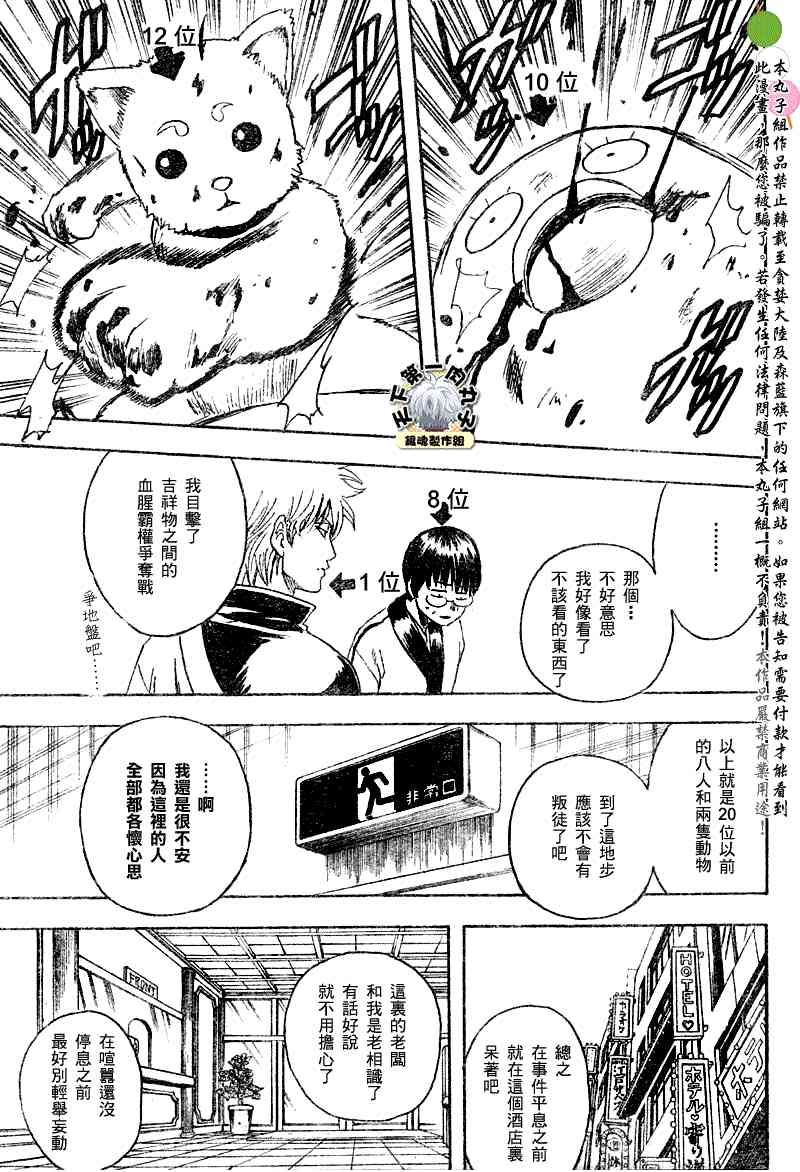 10 位
12 位
本丸子組作品禁止轉載至貪婪大陸及森藍旗下的任何網站。如果您被告知需要付款才能看到
此漫畫，那麼您被騙了。若發生任何法律問題，本丸子組一概不負責！本作品嚴禁商業用途！
天下第一肉丸子
銀魂製作組
………
那個…
不好意思
我好像看了
不該看的東西了
8 位
1 位
我目擊了
吉祥物之間的
血腥霸權爭奪戰
爭地盤吧……
以上就是20位以前
的八人和兩隻動物
到了這地步
應該不會有
叛徒了吧
非常口
……啊
我還是很不安
因為這裡的人
全部都各懷心思
HOTEL♡
ホテル♡
總之
在事件平息之前
就在這個酒店裏
呆著吧
這裏的老闆
和我是老相識了
有話好說
就不用擔心了
FRONT
在喧囂還沒
停息之前
最好別輕舉妄動